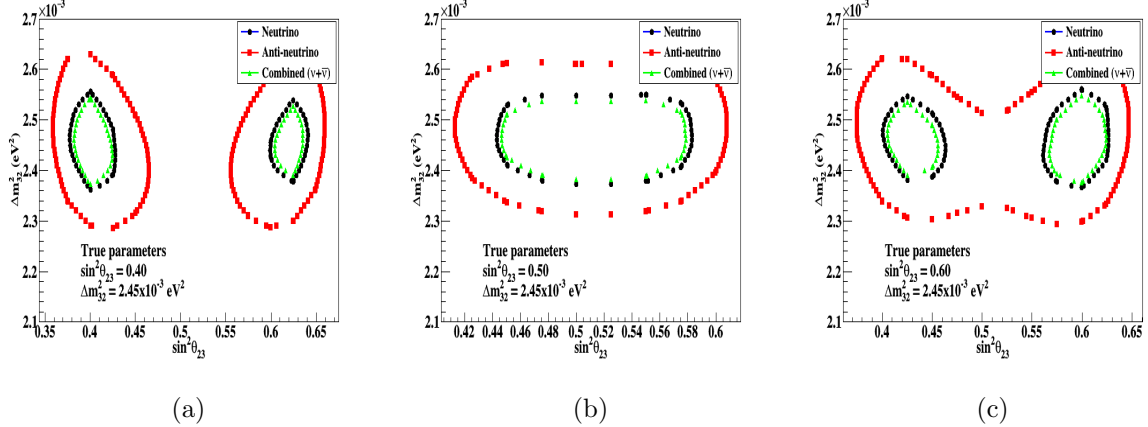 ×10⁻³
2.7
2.6
2.5
2.4
2.3
2.2
2.1
Δm²₃₂ (eV²)
Neutrino
Anti-neutrino
Combined (ν+ν̅)
True parameters
sin²θ₂₃ = 0.40
Δm²₃₂ = 2.45x10⁻³ eV²
0.35 0.4 0.45 0.5 0.55 0.6 0.65
sin²θ₂₃
(a)
×10⁻³
2.7
2.6
2.5
2.4
2.3
2.2
2.1
Δm²₃₂ (eV²)
Neutrino
Anti-neutrino
Combined (ν+ν̅)
True parameters
sin²θ₂₃ = 0.50
Δm²₃₂ = 2.45x10⁻³ eV²
0.42 0.44 0.46 0.48 0.5 0.52 0.54 0.56 0.58 0.6
sin²θ₂₃
(b)
×10⁻³
2.7
2.6
2.5
2.4
2.3
2.2
2.1
Δm²₃₂ (eV²)
Neutrino
Anti-neutrino
Combined (ν+ν̅)
True parameters
sin²θ₂₃ = 0.60
Δm²₃₂ = 2.45x10⁻³ eV²
0.4 0.45 0.5 0.55 0.6 0.65
sin²θ₂₃
(c)